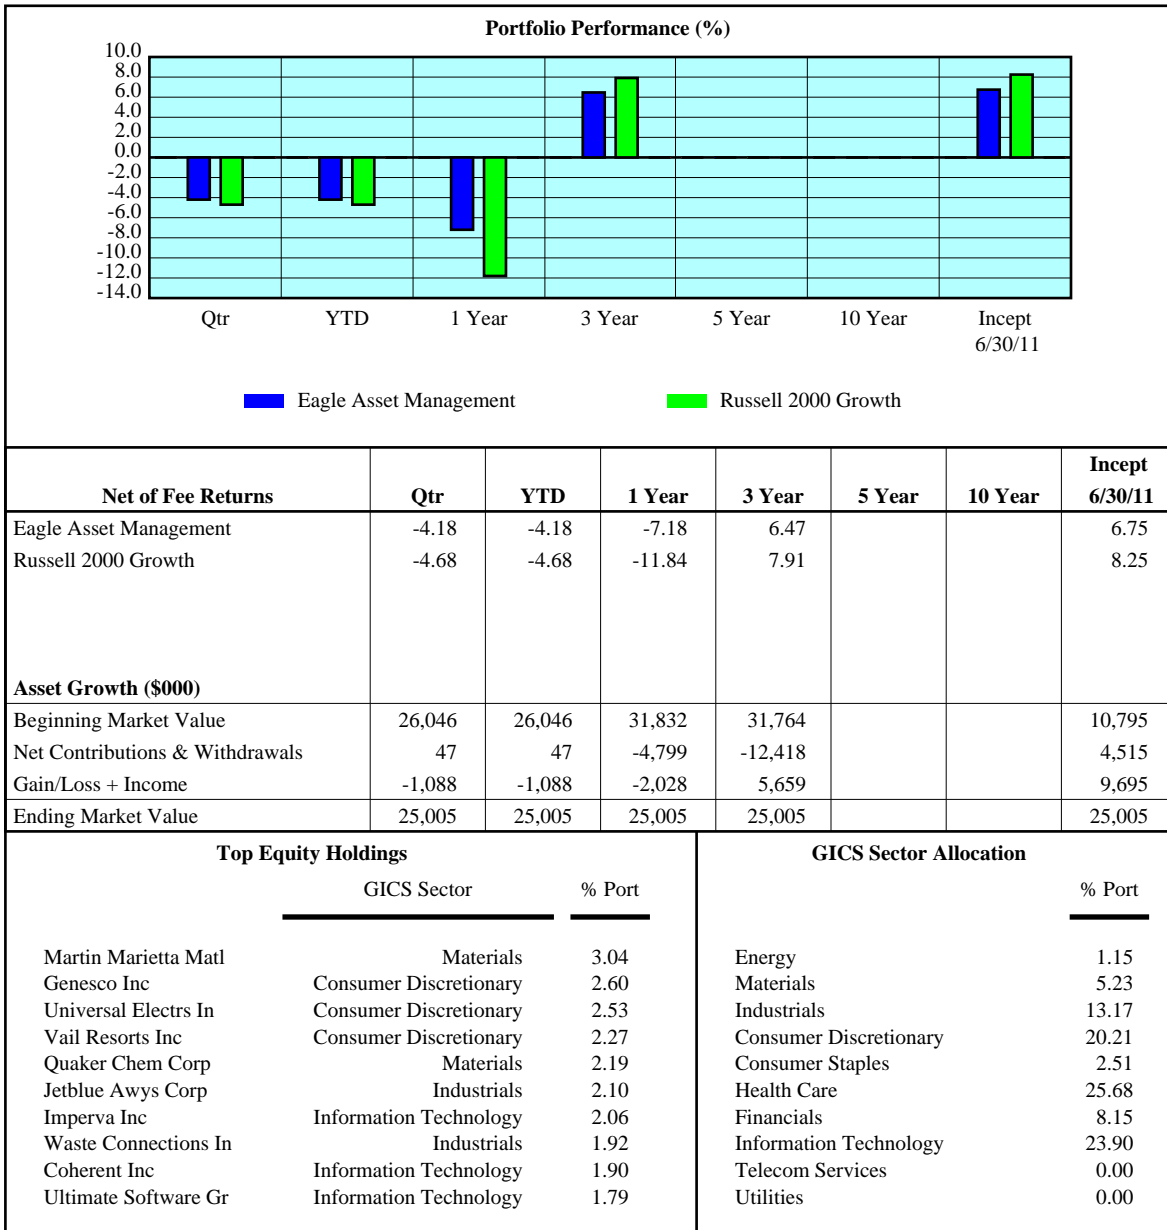 Portfolio Performance (%)
10.0
8.0
6.0
4.0
2.0
0.0
-2.0
-4.0
-6.0
-8.0
-10.0
-12.0
-14.0
Qtr YTD 1 Year 3 Year 5 Year 10 Year Incept
6/30/11
Eagle Asset Management Russell 2000 Growth
Incept
Net of Fee Returns Qtr YTD 1 Year 3 Year 5 Year 10 Year 6/30/11
Eagle Asset Management -4.18 -4.18 -7.18 6.47 6.75
Russell 2000 Growth -4.68 -4.68 -11.84 7.91 8.25
Asset Growth ($000)
Beginning Market Value 26,046 26,046 31,832 31,764 10,795
Net Contributions & Withdrawals 47 47 -4,799 -12,418 4,515
Gain/Loss + Income -1,088 -1,088 -2,028 5,659 9,695
Ending Market Value 25,005 25,005 25,005 25,005 25,005
Top Equity Holdings
GICS Sector % Port
Martin Marietta Matl Materials 3.04
Genesco Inc Consumer Discretionary 2.60
Universal Electrs In Consumer Discretionary 2.53
Vail Resorts Inc Consumer Discretionary 2.27
Quaker Chem Corp Materials 2.19
Jetblue Awys Corp Industrials 2.10
Imperva Inc Information Technology 2.06
Waste Connections In Industrials 1.92
Coherent Inc Information Technology 1.90
Ultimate Software Gr Information Technology 1.79
GICS Sector Allocation
% Port
Energy 1.15
Materials 5.23
Industrials 13.17
Consumer Discretionary 20.21
Consumer Staples 2.51
Health Care 25.68
Financials 8.15
Information Technology 23.90
Telecom Services 0.00
Utilities 0.00